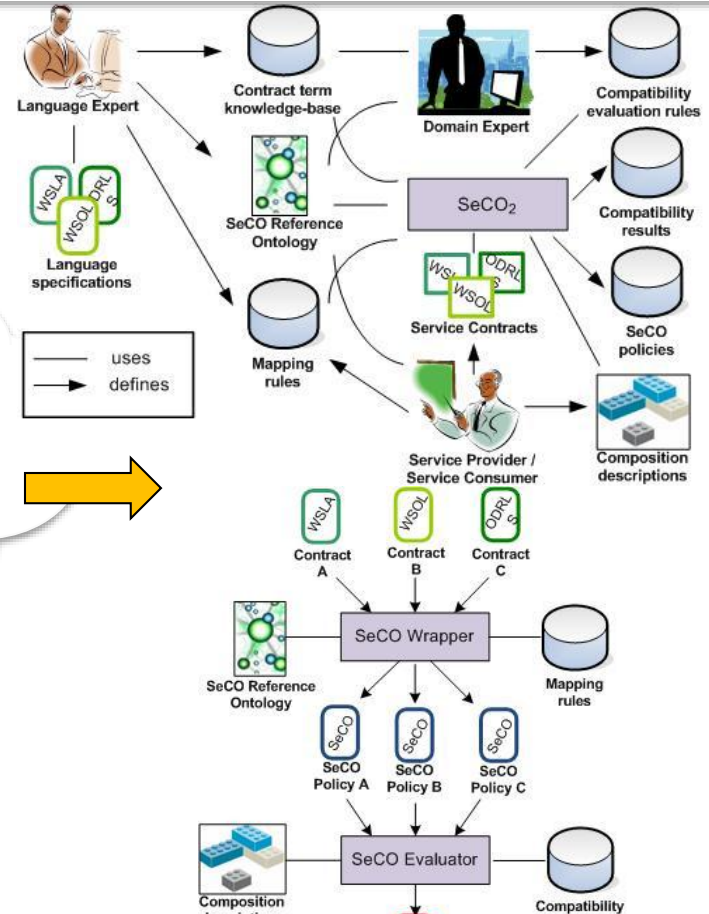 Language Expert
Contract term
knowledge-base
Domain Expert
Compatibility
evaluation rules
WSLA
ODRL
S
WSOL
Language
specifications
SeCO Reference
Ontology
SeCO₂
Compatibility
results
WSOL
ODRL
S
Service Contracts
SeCO
policies
Mapping
rules
uses
defines
Service Provider /
Service Consumer
Composition
descriptions
WSLA
WSOL
ODRL
S
Contract
A
Contract
B
Contract
C
SeCO Wrapper
SeCO Reference
Ontology
Mapping
rules
SeCO
SeCO
SeCO
SeCO
Policy A
SeCO
Policy B
SeCO
Policy C
SeCO Evaluator
Composition
Compatibility